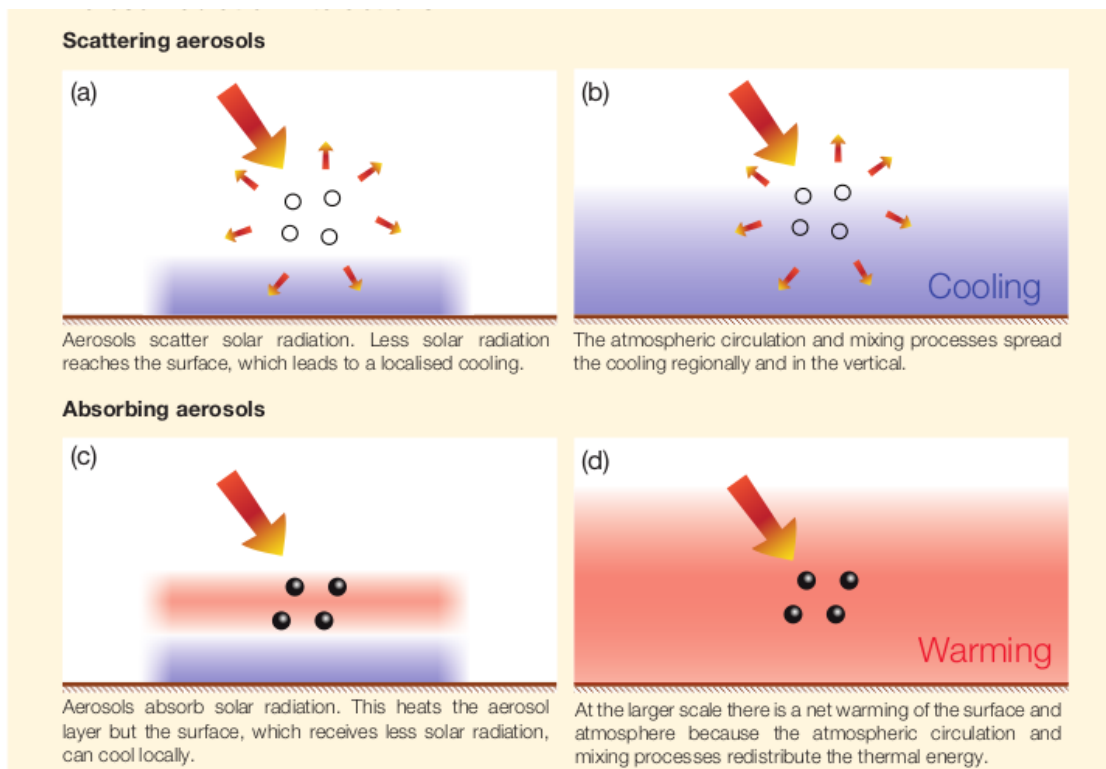 Scattering aerosols
(a)
(b)
Cooling
Aerosols scatter solar radiation. Less solar radiation
reaches the surface, which leads to a localised cooling.
The atmospheric circulation and mixing processes spread
the cooling regionally and in the vertical.
Absorbing aerosols
(c)
(d)
Warming
Aerosols absorb solar radiation. This heats the aerosol
layer but the surface, which receives less solar radiation,
can cool locally.
At the larger scale there is a net warming of the surface and
atmosphere because the atmospheric circulation and
mixing processes redistribute the thermal energy.